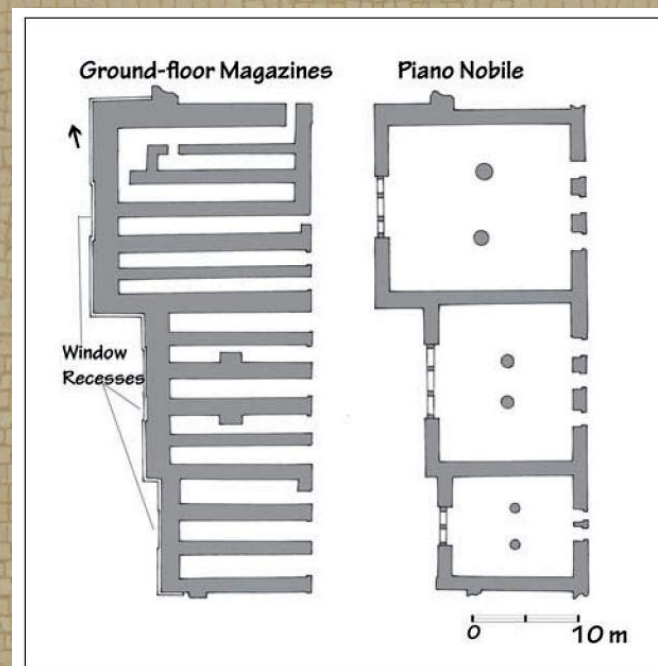 Ground-floor Magazines
Piano Nobile
Window
Recesses
0 10 m